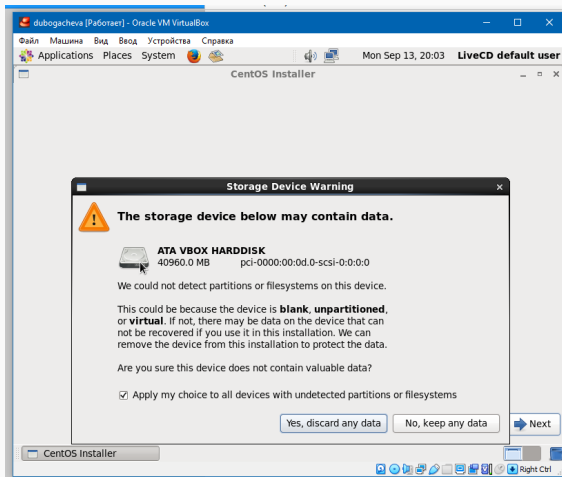 dubogacheva [Работает] - Oracle VM VirtualBox
Файл Машина Вид Ввод Устройства Справка
Applications Places System Mon Sep 13, 20:03 LiveCD default user
CentOS Installer
Storage Device Warning
The storage device below may contain data.
ATA VBOX HARDDISK
40960.0 MB pci-0000:00:0d.0-scsi-0:0:0:0
We could not detect partitions or filesystems on this device.
This could be because the device is blank, unpartitioned,
or virtual. If not, there may be data on the device that can
not be recovered if you use it in this installation. We can
remove the device from this installation to protect the data.
Are you sure this device does not contain valuable data?
Apply my choice to all devices with undetected partitions or filesystems
Yes, discard any data No, keep any data Next
CentOS Installer
Right Ctrl